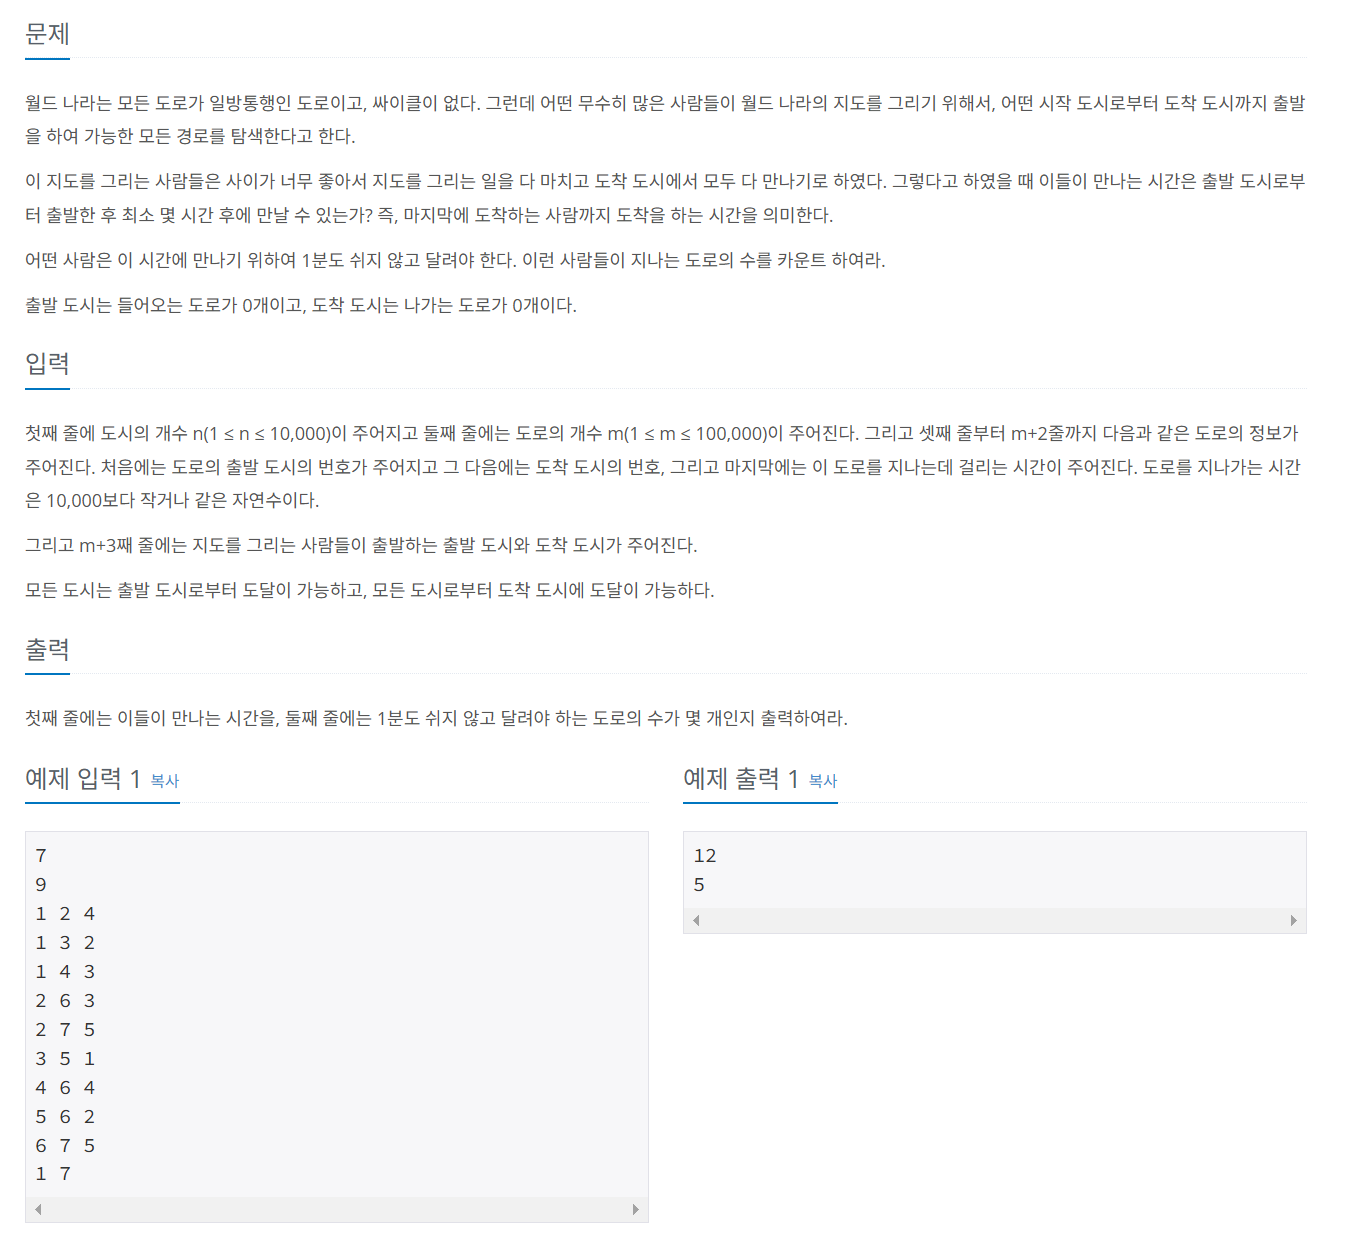 문제
월드 나라는 모든 도로가 일방통행인 도로이고, 싸이클이 없다. 그런데 어떤 무수히 많은 사람들이 월드 나라의 지도를 그리기 위해서, 어떤 시작 도시로부터 도착 도시까지 출발
을 하여 가능한 모든 경로를 탐색한다고 한다.
이 지도를 그리는 사람들은 사이가 너무 좋아서 지도를 그리는 일을 다 마치고 도착 도시에서 모두 다 만나기로 하였다. 그렇다고 하였을 때 이들이 만나는 시간은 출발 도시로부
터 출발한 후 최소 몇 시간 후에 만날 수 있는가? 즉, 마지막에 도착하는 사람까지 도착을 하는 시간을 의미한다.
어떤 사람은 이 시간에 만나기 위하여 1분도 쉬지 않고 달려야 한다. 이런 사람들이 지나는 도로의 수를 카운트 하여라.
출발 도시는 들어오는 도로가 0개이고, 도착 도시는 나가는 도로가 0개이다.
입력
첫째 줄에 도시의 개수 n(1 ≤ n ≤ 10,000)이 주어지고 둘째 줄에는 도로의 개수 m(1 ≤ m ≤ 100,000)이 주어진다. 그리고 셋째 줄부터 m+2줄까지 다음과 같은 도로의 정보가
주어진다. 처음에는 도로의 출발 도시의 번호가 주어지고 그 다음에는 도착 도시의 번호, 그리고 마지막에는 이 도로를 지나는데 걸리는 시간이 주어진다. 도로를 지나가는 시간
은 10,000보다 작거나 같은 자연수이다.
그리고 m+3째 줄에는 지도를 그리는 사람들이 출발하는 출발 도시와 도착 도시가 주어진다.
모든 도시는 출발 도시로부터 도달이 가능하고, 모든 도시로부터 도착 도시에 도달이 가능하다.
출력
첫째 줄에는 이들이 만나는 시간을, 둘째 줄에는 1분도 쉬지 않고 달려야 하는 도로의 수가 몇 개인지 출력하여라.
예제 입력 1 복사
7
9
1 2 4
1 3 2
1 4 3
2 6 3
2 7 5
3 5 1
4 6 4
5 6 2
6 7 5
1 7
예제 출력 1 복사
12
5